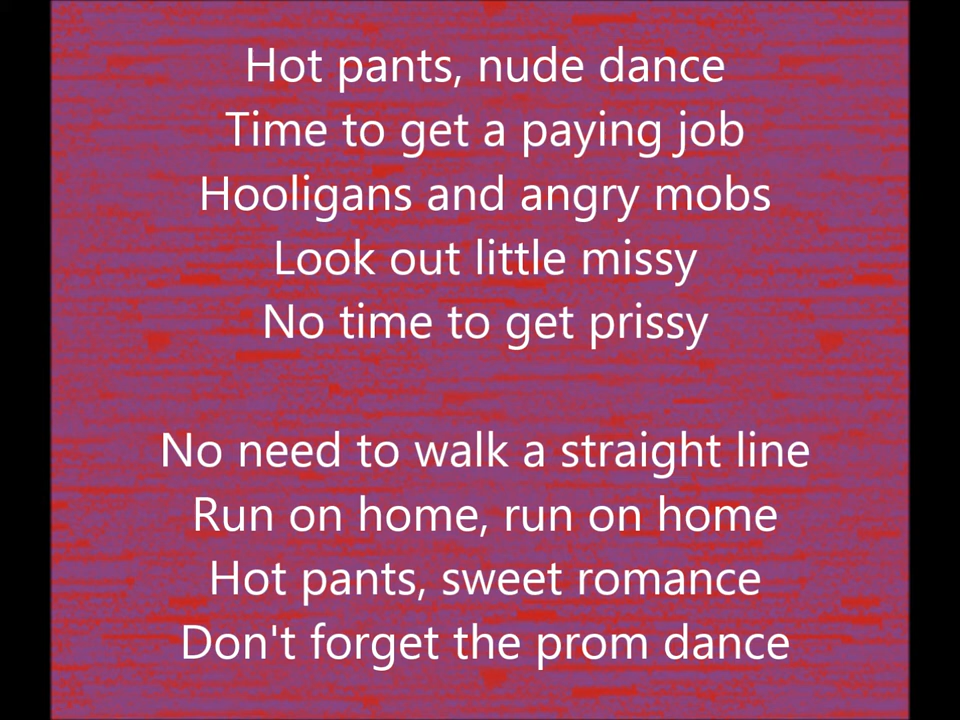 Hot pants, nude dance
Time to get a paying job
Hooligans and angry mobs
Look out little missy
No time to get prissy
No need to walk a straight line
Run on home, run on home
Hot pants, sweet romance
Don't forget the prom dance